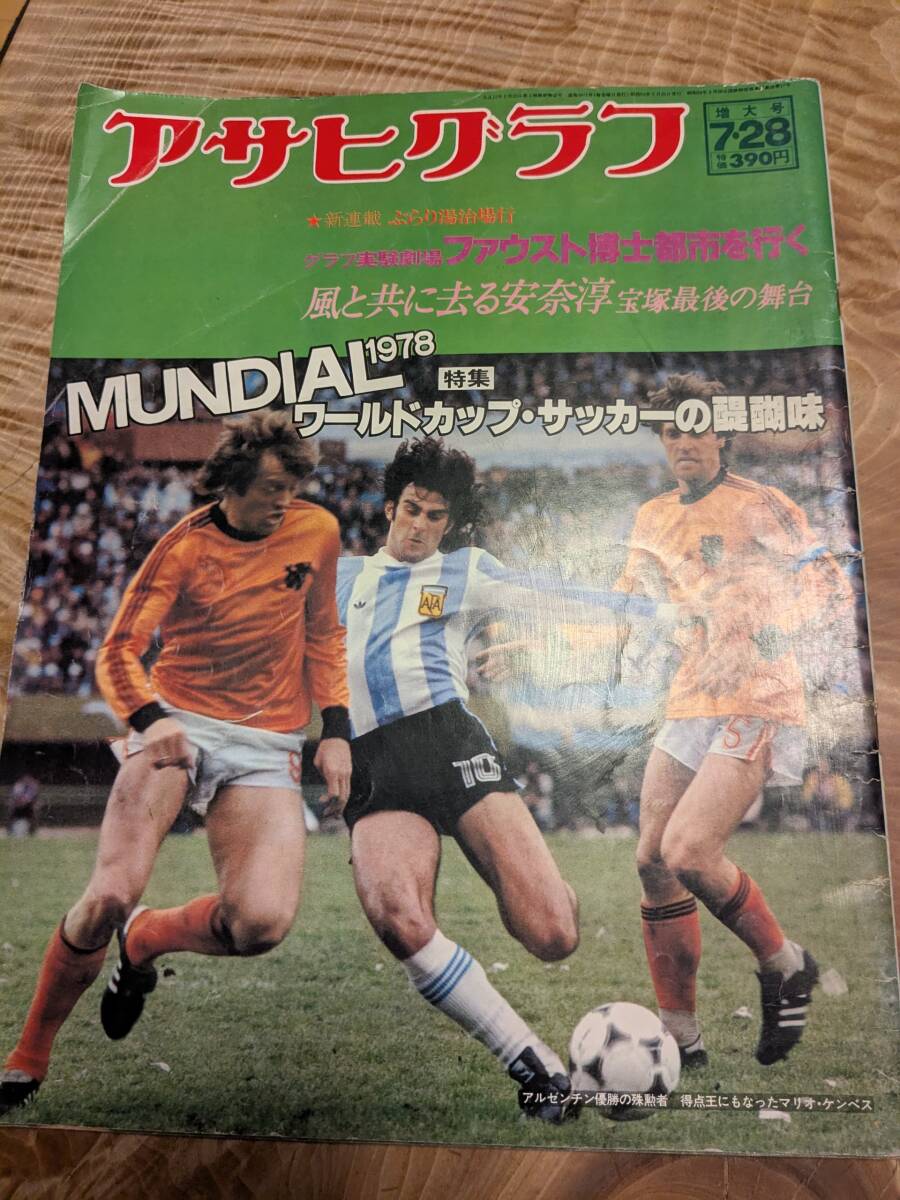 アサヒグラフ
増大号
7・28
特価390円
★新連載 ぶらり湯治場行
グラフ実験劇場 ファウスト博士都市を行く
風と共に去る安奈淳 宝塚最後の舞台
MUNDIAL 1978
特集
ワールドカップ・サッカーの醍醐味
AFA
10
8
5
アルゼンチン優勝の殊勲者 得点王にもなったマリオ・ケンペス